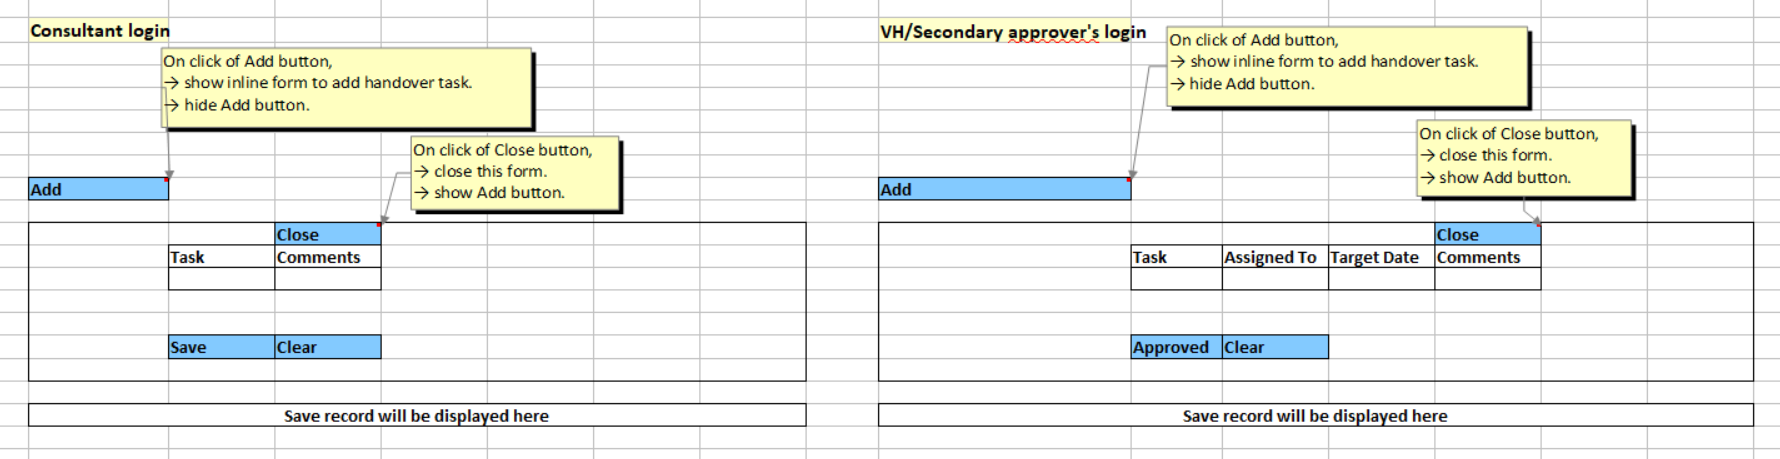 Consultant login
On click of Add button,
→ show inline form to add handover task.
→ hide Add button.
On click of Close button,
→ close this form.
→ show Add button.
Add
Close
Task Comments
Save Clear
Save record will be displayed here
VH/Secondary approver's login
On click of Add button,
→ show inline form to add handover task.
→ hide Add button.
On click of Close button,
→ close this form.
→ show Add button.
Add
Close
Task Assigned To Target Date Comments
Approved Clear
Save record will be displayed here